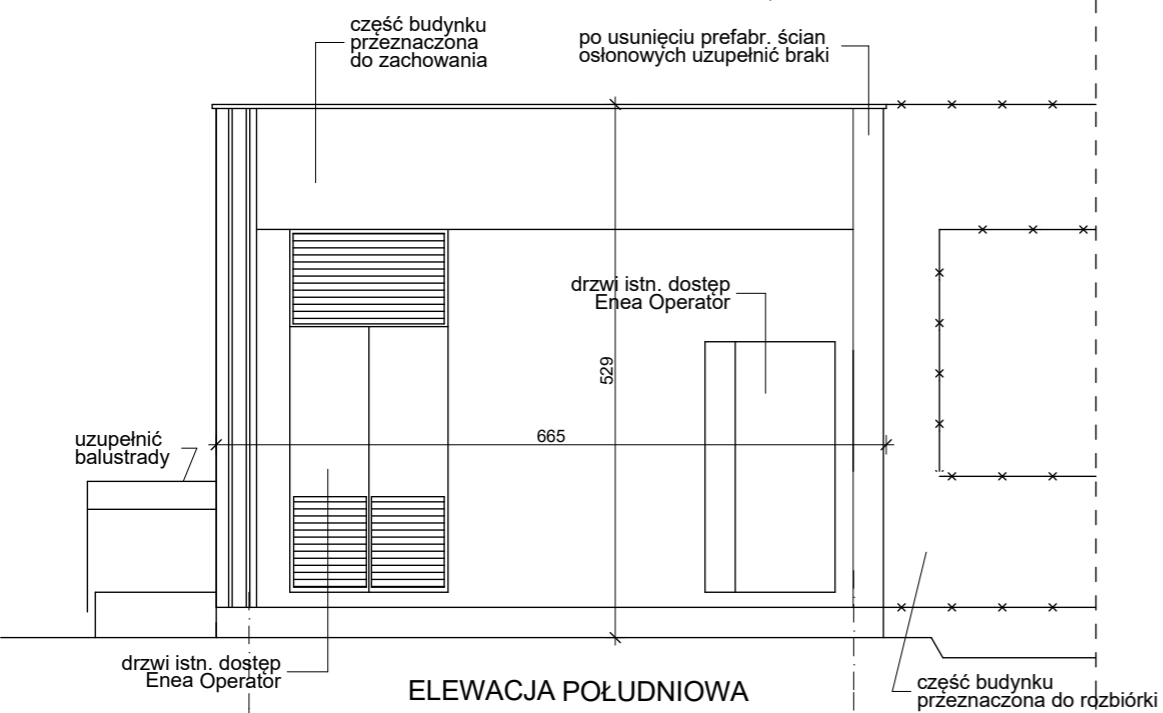 część budynku
przeznaczona
do zachowania
po usunięciu prefabr. ścian
osłonowych uzupełnić braki
drzwi istn. dostęp
Enea Operator
529
665
uzupełnić
balustrady
drzwi istn. dostęp
Enea Operator
ELEWACJA POŁUDNIOWA
część budynku
przeznaczona do rozbiórki